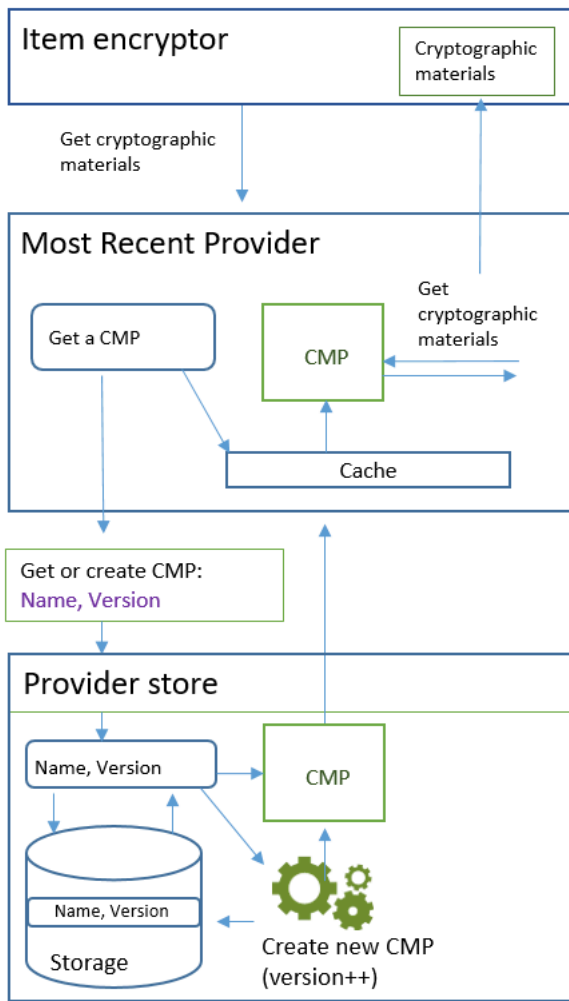 Item encryptor
Cryptographic
materials
Get cryptographic
materials
Most Recent Provider
Get a CMP
CMP
Get
cryptographic
materials
Cache
Get or create CMP:
Name, Version
Provider store
Name, Version
CMP
Name, Version
Storage
Create new CMP
(version++)